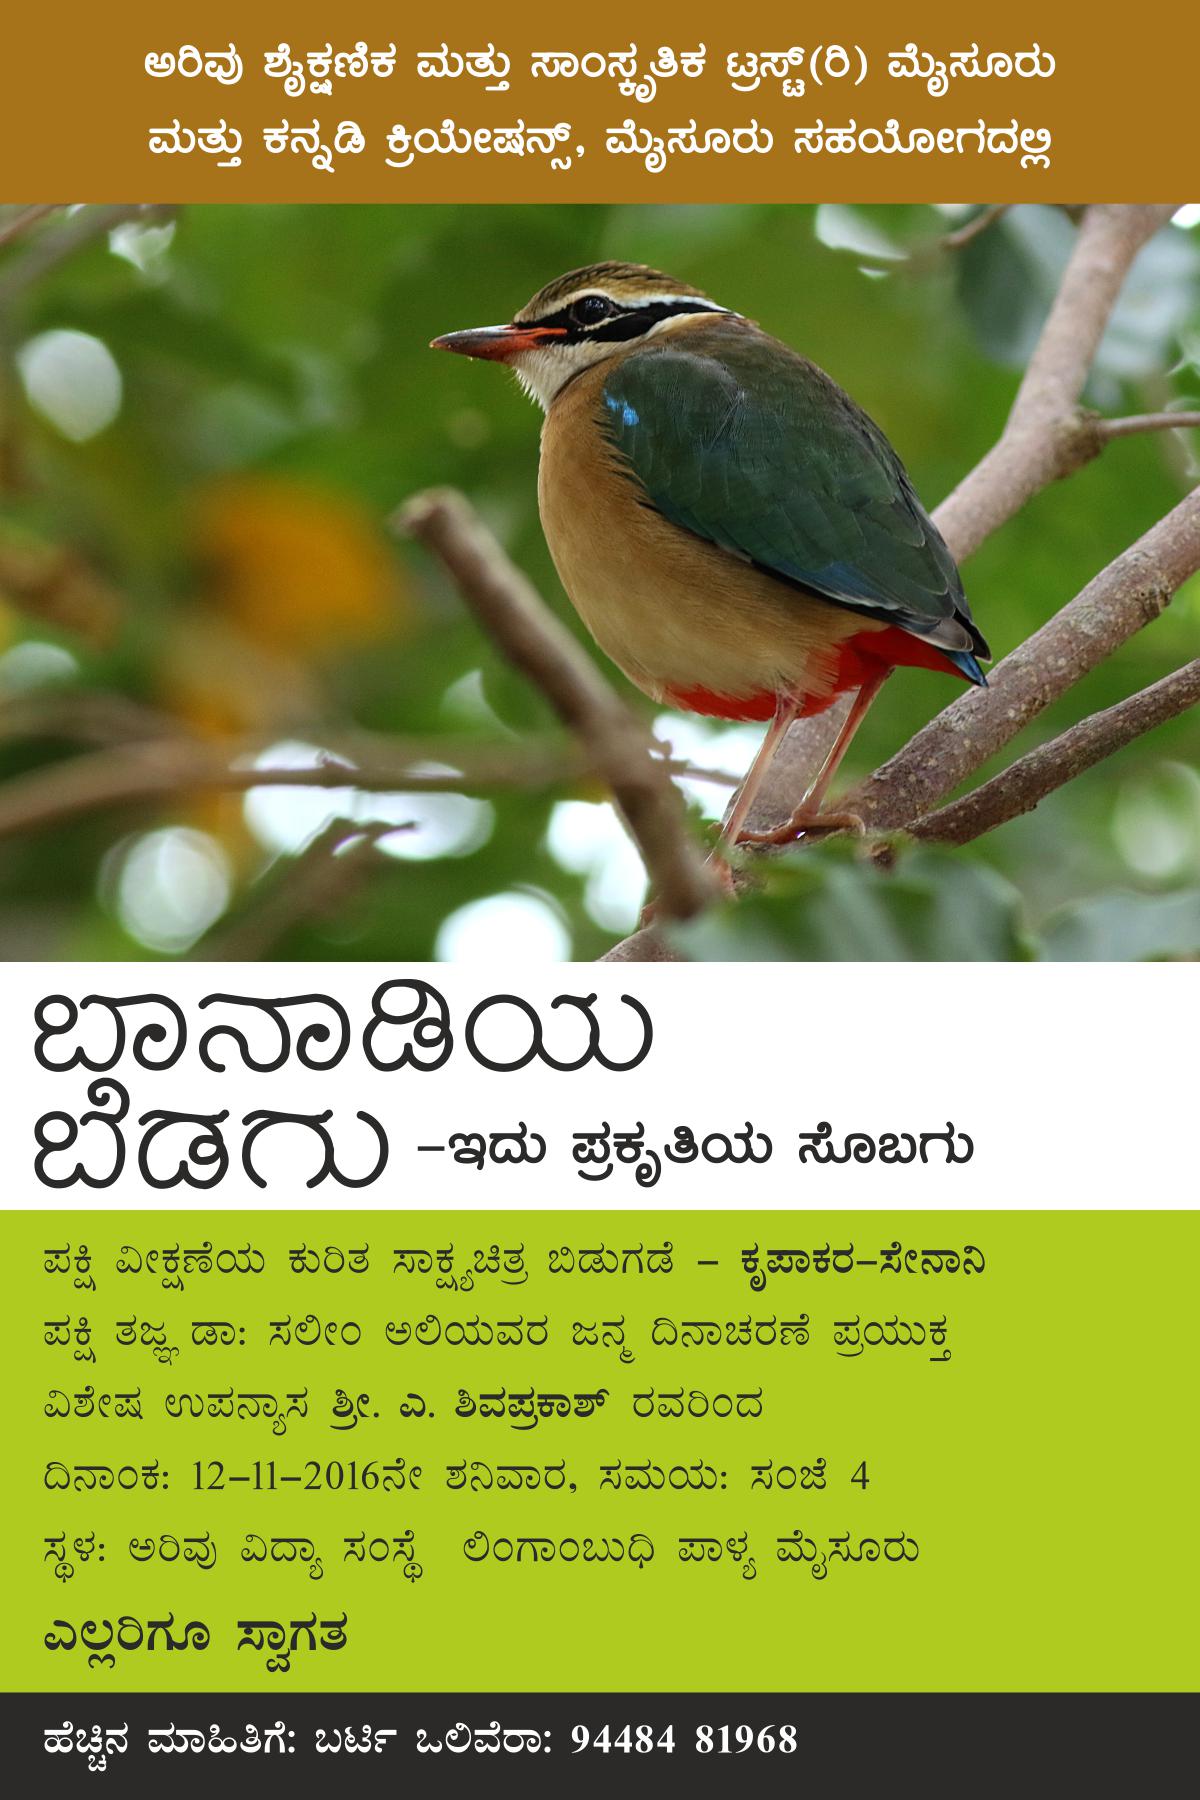 ಅರಿವು ಶೈಕ್ಷಣಿಕ ಮತ್ತು ಸಾಂಸ್ಕೃತಿಕ ಟ್ರಸ್ಟ್(ರಿ) ಮೈಸೂರು
ಮತ್ತು ಕನ್ನಡಿ ಕ್ರಿಯೇಷನ್ಸ್, ಮೈಸೂರು ಸಹಯೋಗದಲ್ಲಿ
ಬಾನಾಡಿಯ
ಬೆಡಗು –ಇದು ಪ್ರಕೃತಿಯ ಸೊಬಗು
ಪಕ್ಷಿ ವೀಕ್ಷಣೆಯ ಕುರಿತ ಸಾಕ್ಷ್ಯಚಿತ್ರ ಬಿಡುಗಡೆ – ಕೃಪಾಕರ–ಸೇನಾನಿ
ಪಕ್ಷಿ ತಜ್ಞ ಡಾ: ಸಲೀಂ ಅಲಿಯವರ ಜನ್ಮ ದಿನಾಚರಣೆ ಪ್ರಯುಕ್ತ
ವಿಶೇಷ ಉಪನ್ಯಾಸ ಶ್ರೀ. ಎ. ಶಿವಪ್ರಕಾಶ್ ರವರಿಂದ
ದಿನಾಂಕ: 12–11–2016ನೇ ಶನಿವಾರ, ಸಮಯ: ಸಂಜೆ 4
ಸ್ಥಳ: ಅರಿವು ವಿದ್ಯಾ ಸಂಸ್ಥೆ ಲಿಂಗಾಂಬುಧಿ ಪಾಳ್ಯ ಮೈಸೂರು
ಎಲ್ಲರಿಗೂ ಸ್ವಾಗತ
ಹೆಚ್ಚಿನ ಮಾಹಿತಿಗೆ: ಬರ್ಟಿ ಒಲಿವೆರಾ: 94484 81968